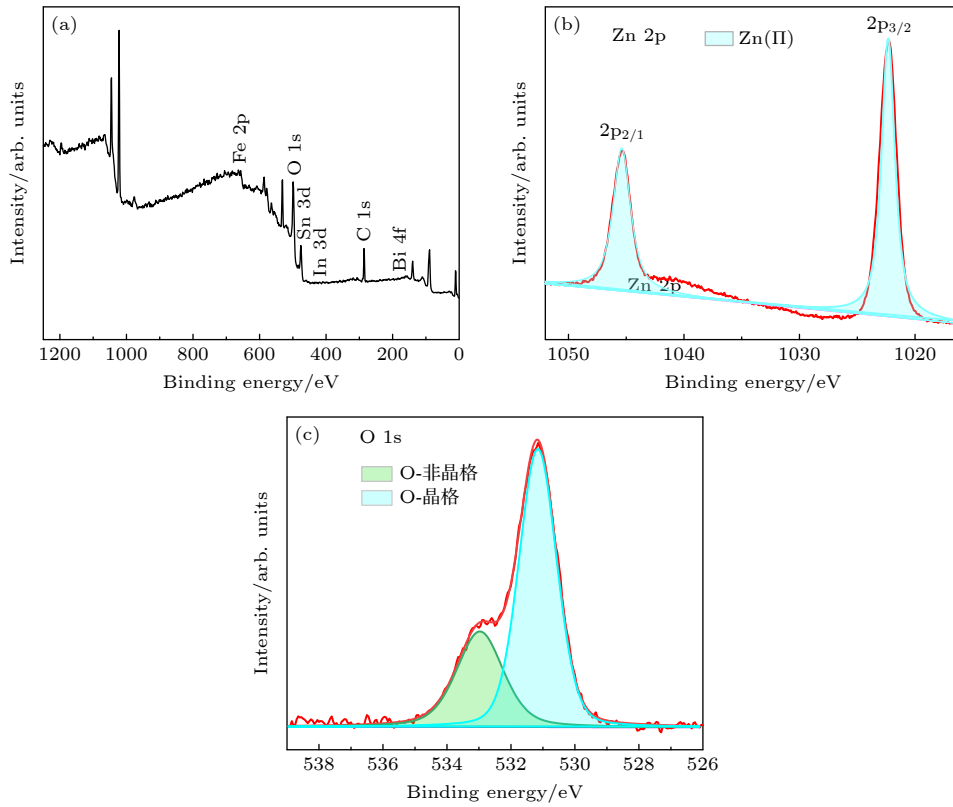 (a)
Intensity/arb. units
Fe 2p
O 1s
Sn 3d
In 3d
C 1s
Bi 4f
1200 1000 800 600 400 200 0
Binding energy/eV
(b)
Zn 2p
Zn(Π)
2p3/2
2p2/1
Zn 2p
Intensity/arb. units
1050 1040 1030 1020
Binding energy/eV
(c)
O 1s
O-非晶格
O-晶格
Intensity/arb. units
538 536 534 532 531 530 528 526
Binding energy/eV